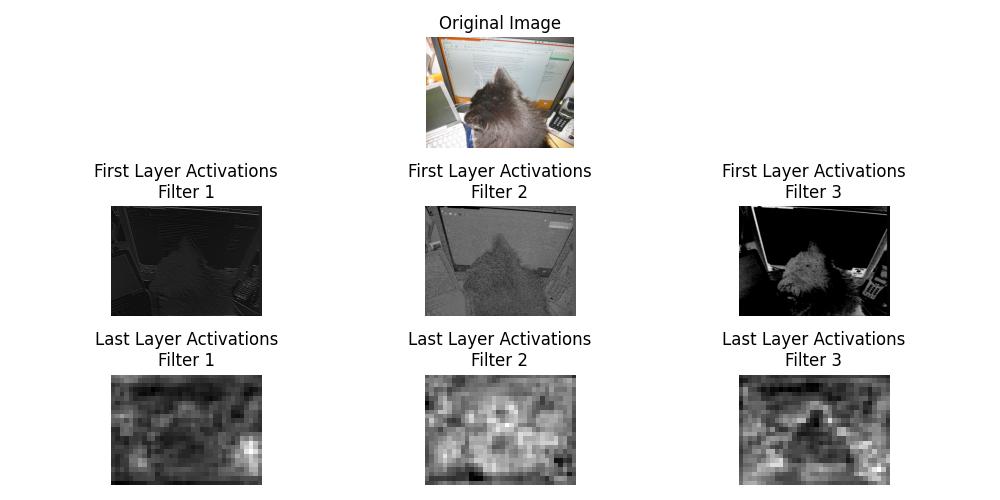 Original Image
First Layer Activations
Filter 1
First Layer Activations
Filter 2
First Layer Activations
Filter 3
Last Layer Activations
Filter 1
Last Layer Activations
Filter 2
Last Layer Activations
Filter 3